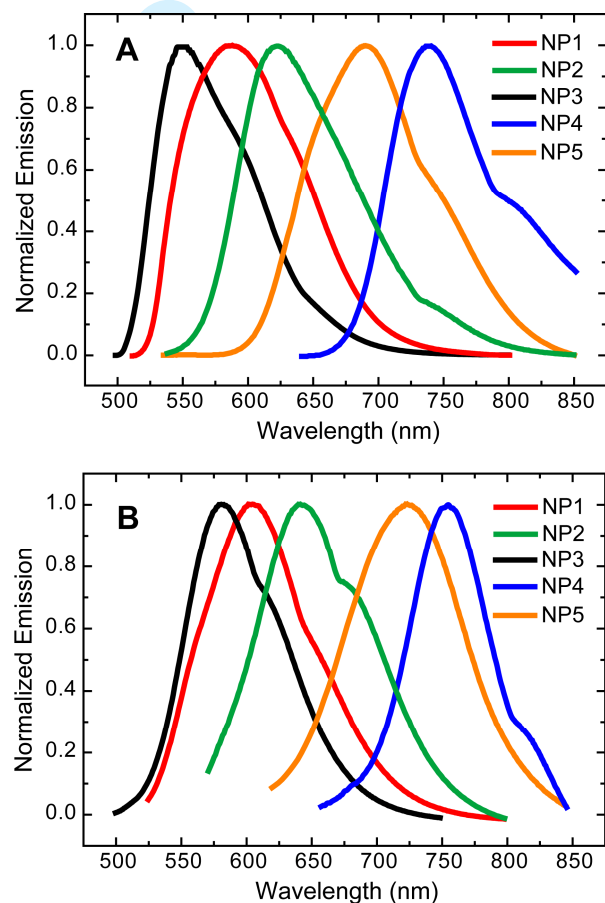 A
NP1
NP2
NP3
NP4
NP5
1.0
0.8
0.6
0.4
0.2
0.0
Normalized Emission
500 550 600 650 700 750 800 850
Wavelength (nm)
B
NP1
NP2
NP3
NP4
NP5
1.0
0.8
0.6
0.4
0.2
0.0
Normalized Emission
500 550 600 650 700 750 800 850
Wavelength (nm)